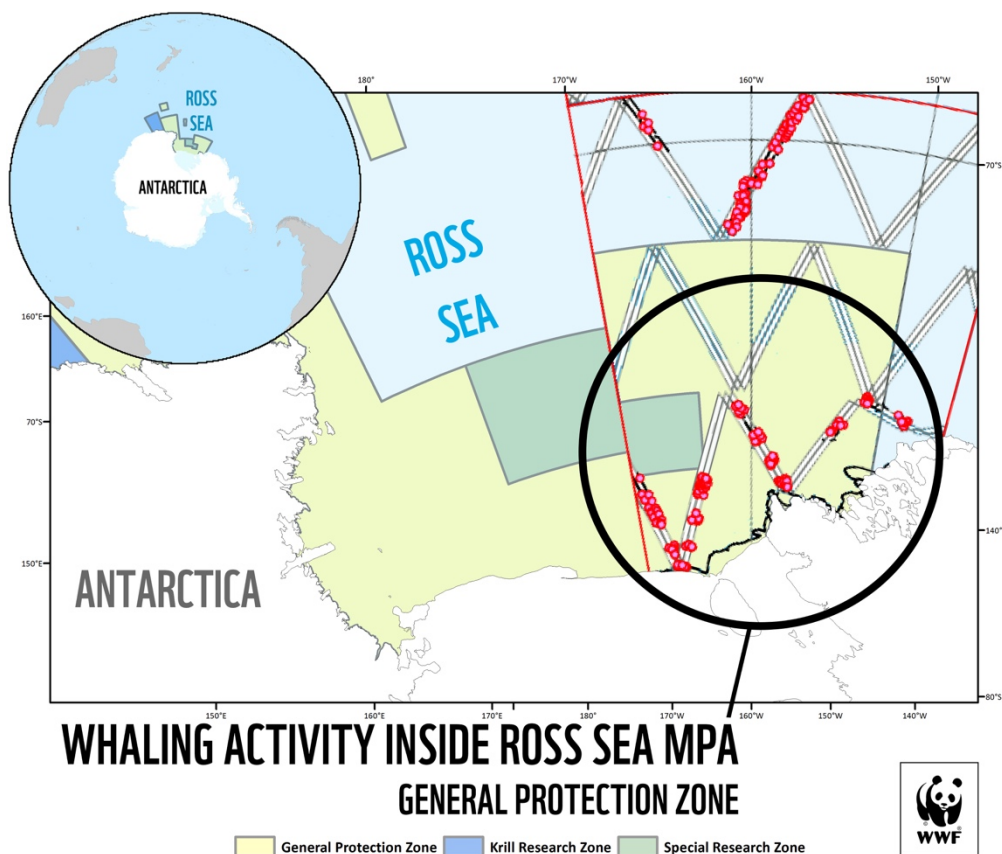 ROSS
SEA
ANTARCTICA
180°
170°W
160°W
150°W
160°E
70°S
150°E
70°S
140°W
80°S
ROSS
SEA
ANTARCTICA
150°E
160°E
170°E
180°
170°W
160°W
150°W
140°W
WHALING ACTIVITY INSIDE ROSS SEA MPA
GENERAL PROTECTION ZONE
General Protection Zone
Krill Research Zone
Special Research Zone
WWF